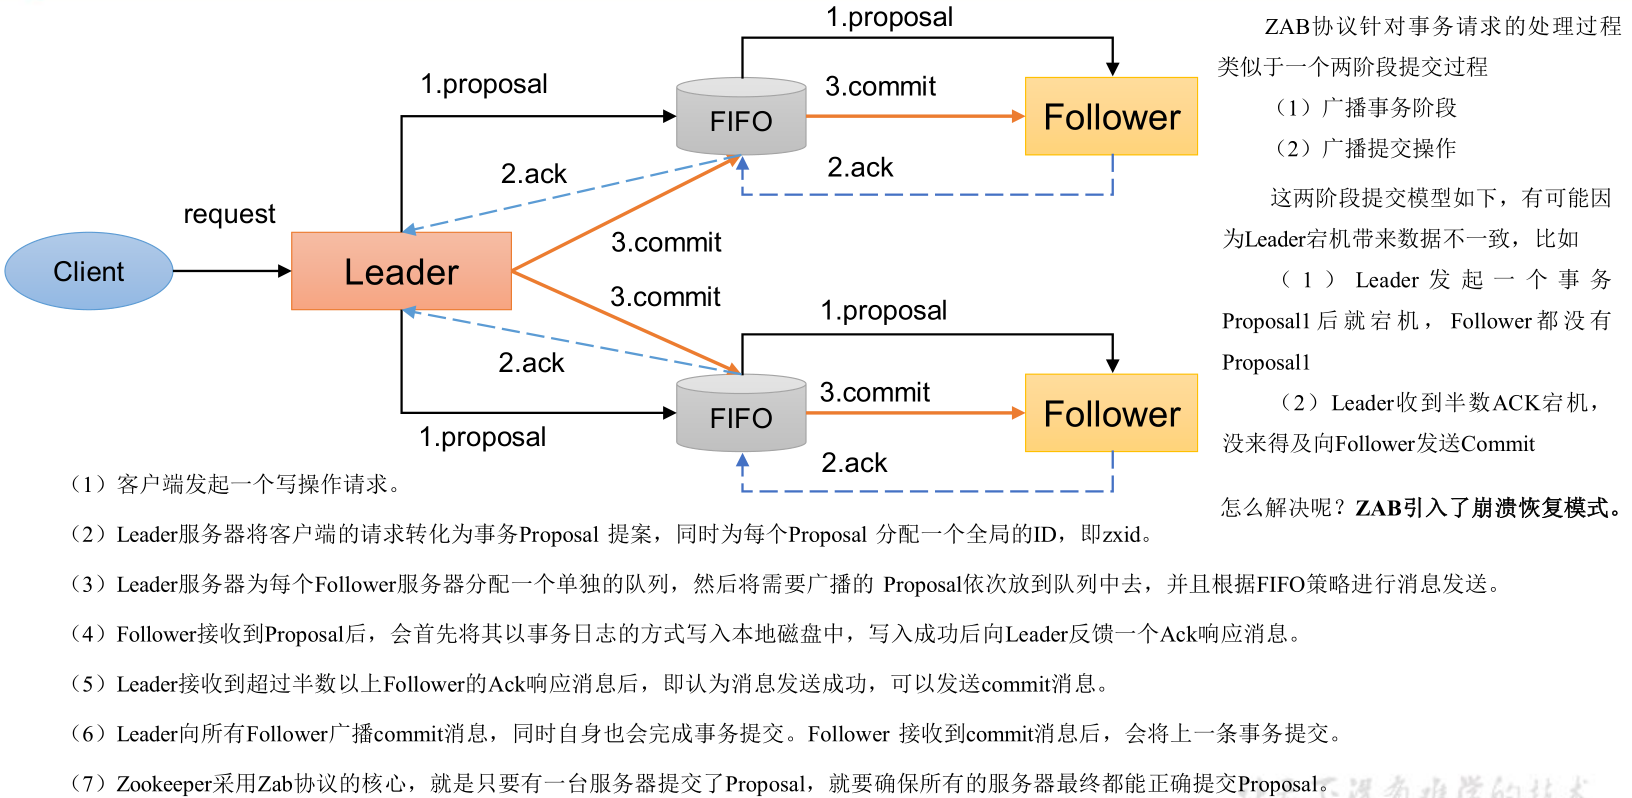 1.proposal
ZAB协议针对事务请求的处理过程
类似于一个两阶段提交过程
（1）广播事务阶段
（2）广播提交操作
1.proposal
FIFO
3.commit
Follower
2.ack
2.ack
request
3.commit
Client
Leader
3.commit
2.ack
1.proposal
1.proposal
FIFO
3.commit
Follower
2.ack
这两阶段提交模型如下，有可能因
为Leader宕机带来数据不一致，比如
（1）Leader发起一个事务
Proposal1后就宕机，Follower都没有
Proposal1
（2）Leader收到半数ACK宕机，
没来得及向Follower发送Commit
怎么解决呢？ZAB引入了崩溃恢复模式。
（1）客户端发起一个写操作请求。
（2）Leader服务器将客户端的请求转化为事务Proposal 提案，同时为每个Proposal 分配一个全局的ID，即zxid。
（3）Leader服务器为每个Follower服务器分配一个单独的队列，然后将需要广播的 Proposal依次放到队列中去，并且根据FIFO策略进行消息发送。
（4）Follower接收到Proposal后，会首先将其以事务日志的方式写入本地磁盘中，写入成功后向Leader反馈一个Ack响应消息。
（5）Leader接收到超过半数以上Follower的Ack响应消息后，即认为消息发送成功，可以发送commit消息。
（6）Leader向所有Follower广播commit消息，同时自身也会完成事务提交。Follower 接收到commit消息后，会将上一条事务提交。
（7）Zookeeper采用Zab协议的核心，就是只要有一台服务器提交了Proposal，就要确保所有的服务器最终都能正确提交Proposal。